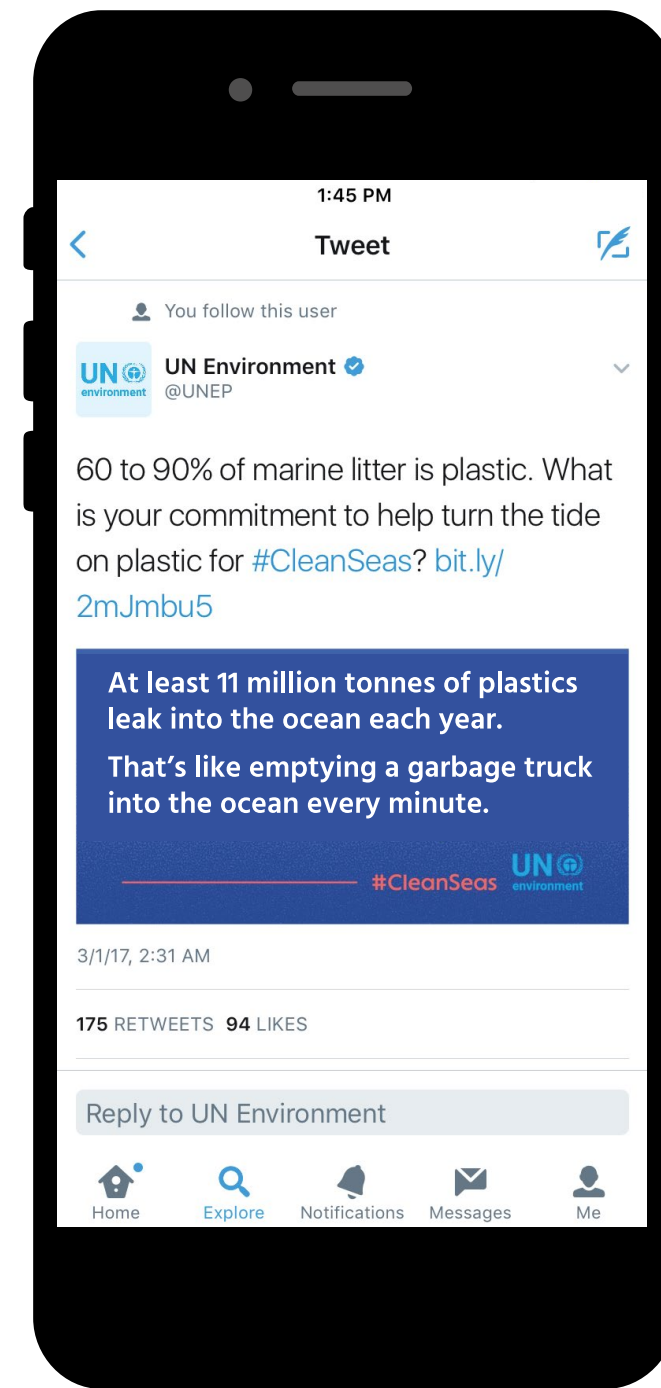 1:45 PM
Tweet
You follow this user
UN
environment
UN Environment
@UNEP
60 to 90% of marine litter is plastic. What
is your commitment to help turn the tide
on plastic for #CleanSeas? bit.ly/
2mJmbu5
At least 11 million tonnes of plastics
leak into the ocean each year.
That's like emptying a garbage truck
into the ocean every minute.
#CleanSeas
UN
environment
3/1/17, 2:31 AM
175 RETWEETS 94 LIKES
Reply to UN Environment
Home Explore Notifications Messages Me